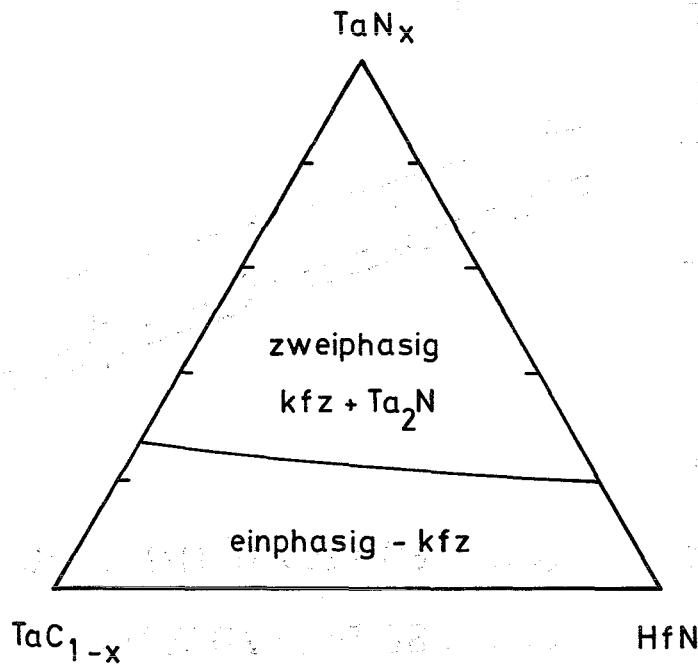 TaNₓ
zweiphasig
kfz + Ta₂N
einphasig - kfz
TaC₁₋ₓ HfN